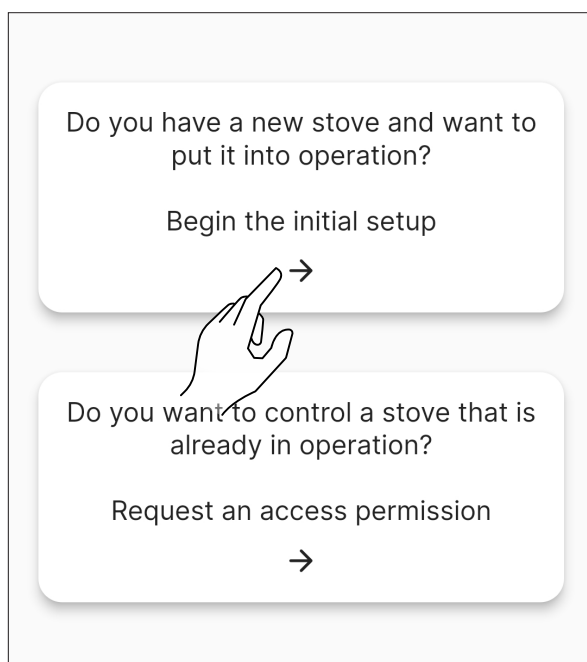 Do you have a new stove and want to
put it into operation?
Begin the initial setup
→
Do you want to control a stove that is
already in operation?
Request an access permission
→